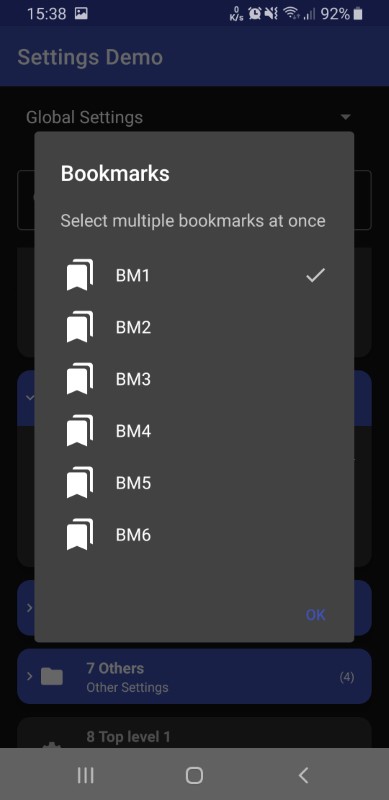 15:38
0
K/s
92%
Settings Demo
Global Settings
Bookmarks
Select multiple bookmarks at once
BM1
BM2
BM3
BM4
BM5
BM6
OK
7 Others
Other Settings
(4)
8 Top level 1